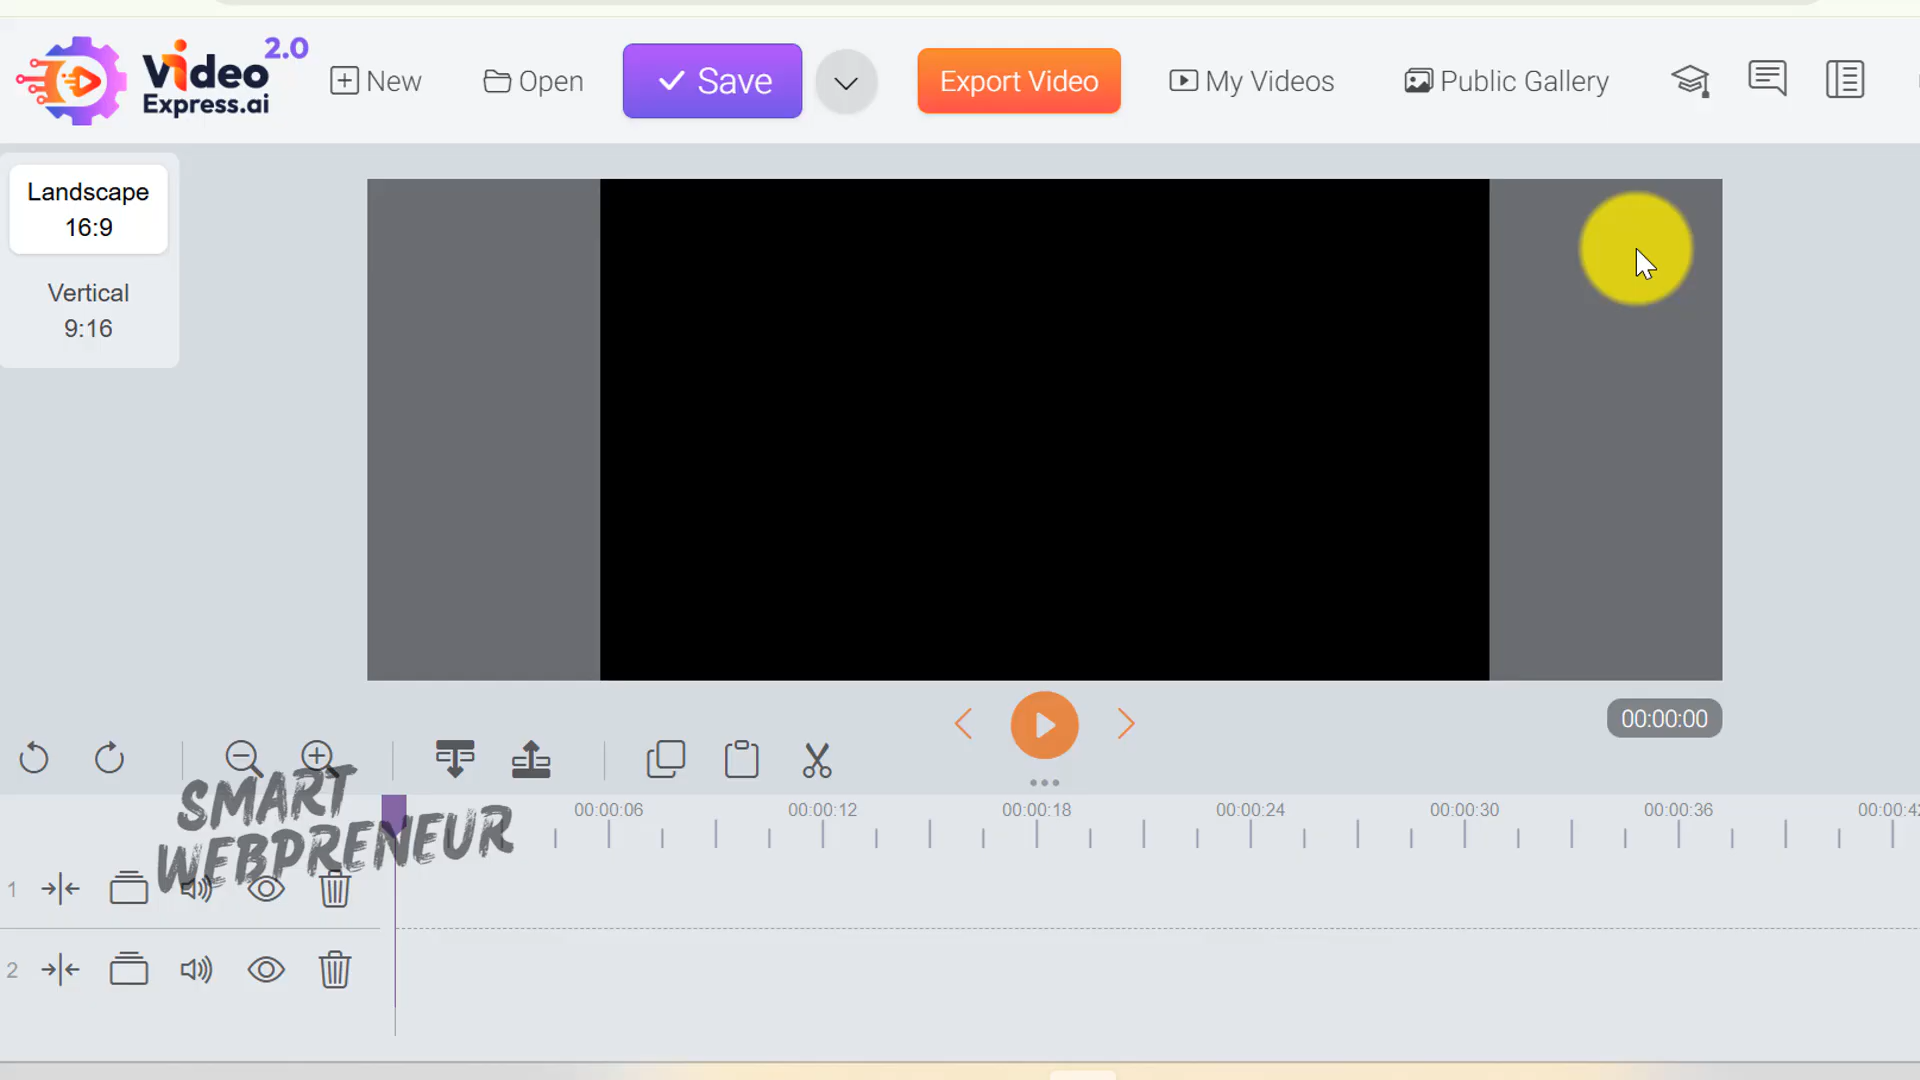 Video
Express.ai
2.0
New
Open
Save
Export Video
My Videos
Public Gallery
Landscape
16:9
Vertical
9:16
00:00:00
00:00:06
00:00:12
00:00:18
00:00:24
00:00:30
00:00:36
SMART
WEBPRENEUR
1
2